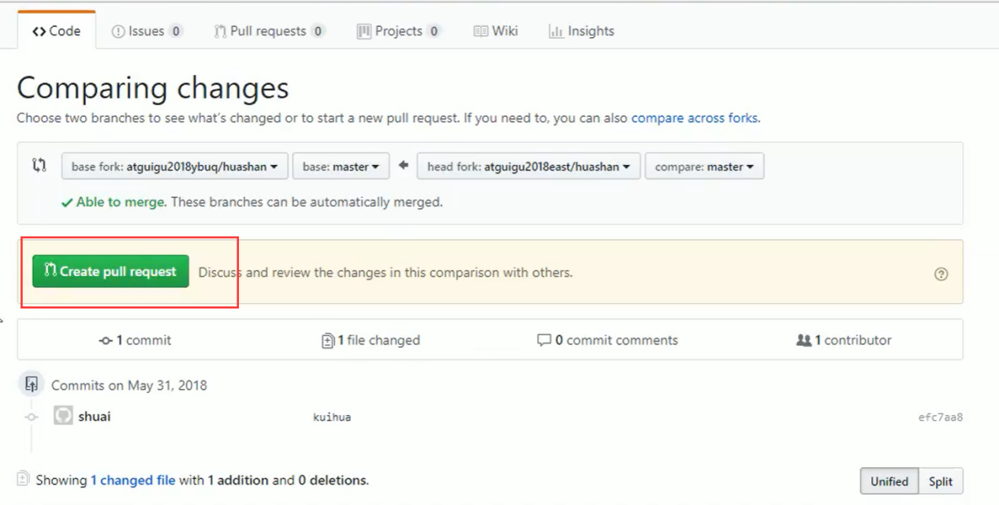 Code Issues 0 Pull requests 0 Projects 0 Wiki Insights
Comparing changes
Choose two branches to see what's changed or to start a new pull request. If you need to, you can also compare across forks.
base fork: atguigu2018ybuq/huashan base: master head fork: atguigu2018east/huashan compare: master
Able to merge. These branches can be automatically merged.
Create pull request Discuss and review the changes in this comparison with others.
1 commit 1 file changed 0 commit comments 1 contributor
Commits on May 31, 2018
shuai kuihua efc7aa8
Showing 1 changed file with 1 addition and 0 deletions. Unified Split